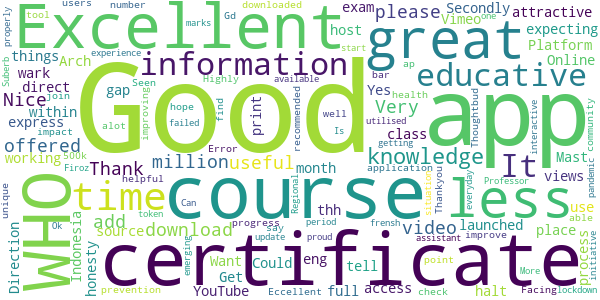 users number downloaded Gd marks one
tool
Excellent exam please Secondly attractive
great host Vimeo expecting
things Arch Platform
information Online
Suberb properly wark Seen direct educative
experience
join start
Nice gap Yes bar ap health
Highly
hope available
express within improving print recommended Very class Thoughtbud interactive community
impact alot find well utilised
Good app
offered failed Is
working 500k Error knowledge Mast
Firoz Thank million useful It views
application getting
unique helpful month Thankyou Professor pandemic
WHO time course less use
Ok token Can Regional situation everyday able
add thh launched
Direction Indonesia honesty source download video place process initiative
progress period frensh improve
emerging say proud assistant
Want Could eng tell point
update
certificate
Get YouTube full access check halt More Facing lockdown
prevention Eccellent